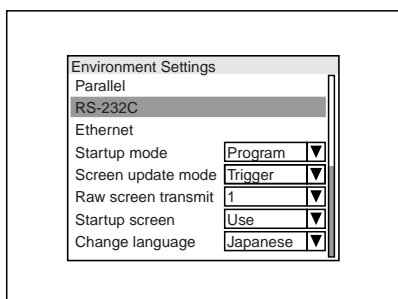 Environment Settings
Parallel
RS-232C
Ethernet
Startup mode Program
Screen update mode Trigger
Raw screen transmit 1
Startup screen Use
Change language Japanese